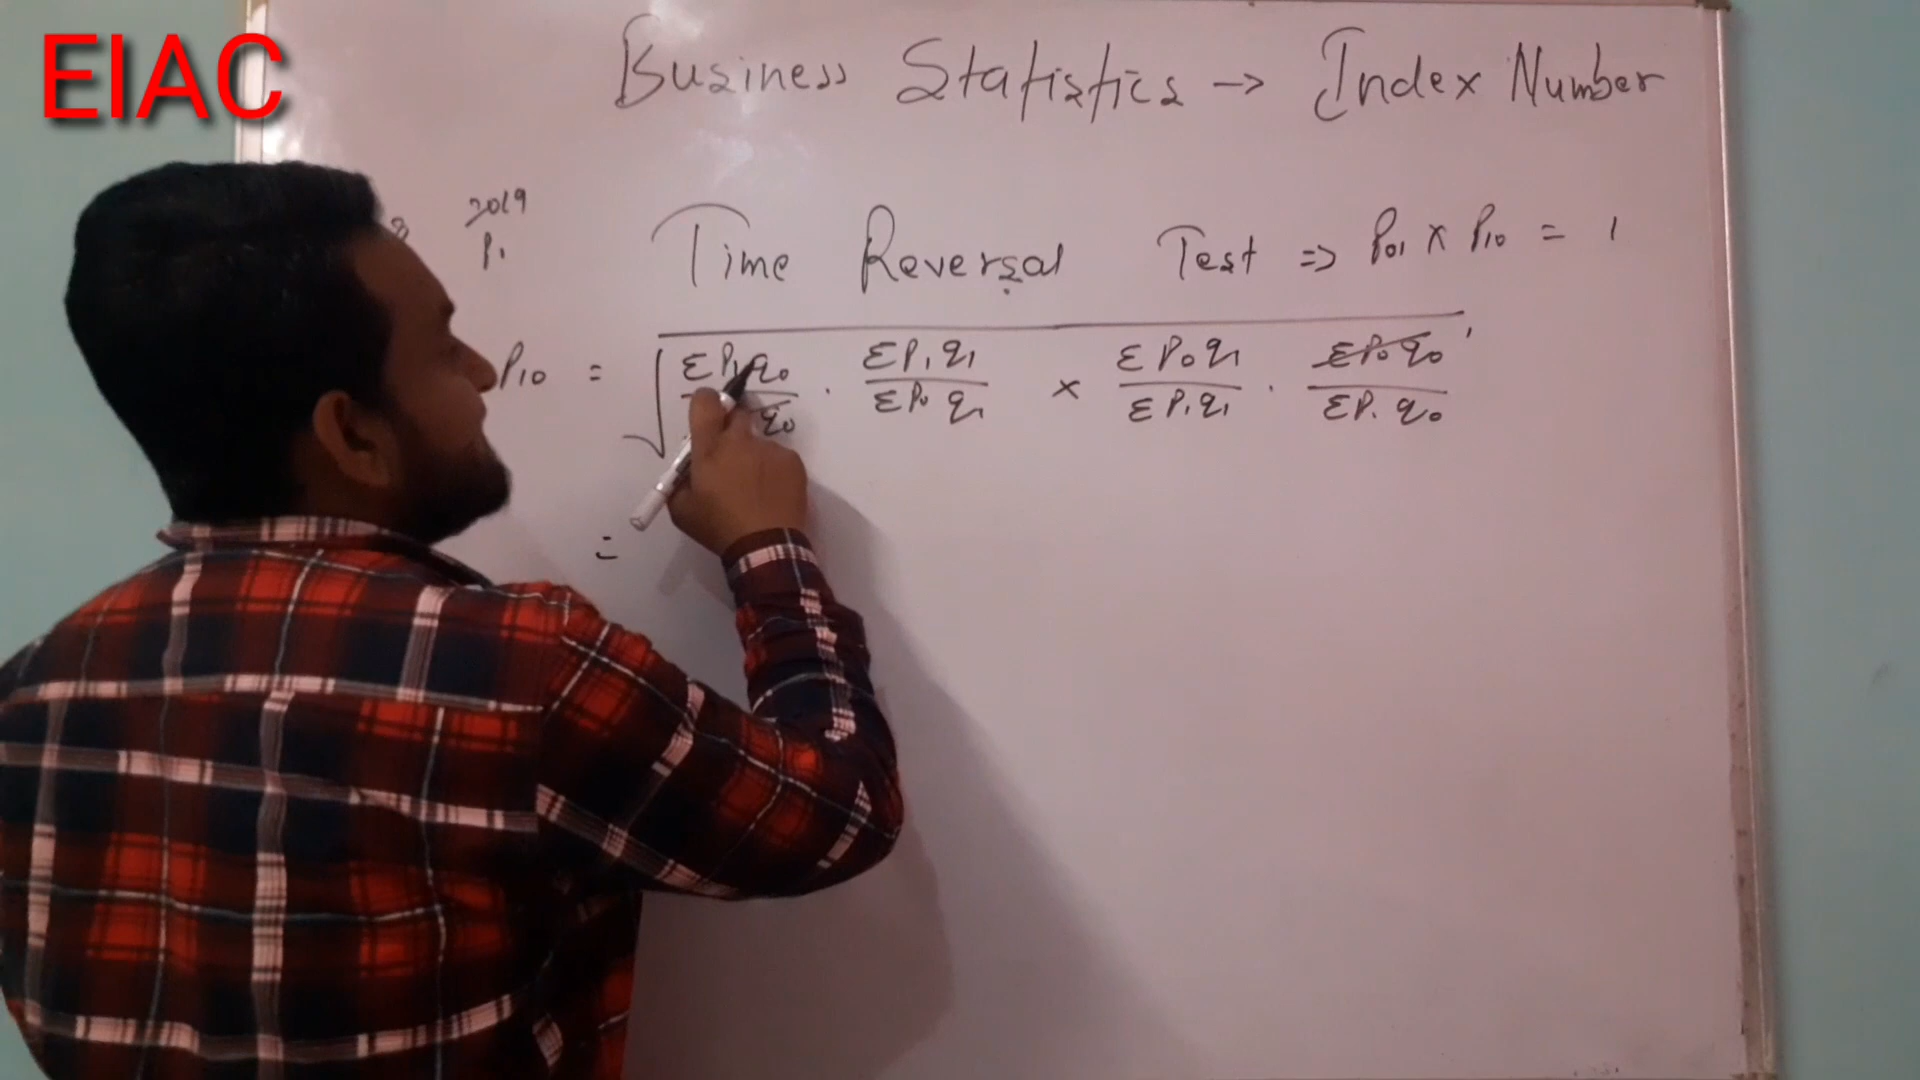 EIAC
Business Statistics → Index Number
2019
P₁
Time Reversal Test ⇒ P₀₁ × P₁₀ = 1
P₁₀ = √ ΣP₁q₀ / q₀ · ΣP₁q₁ / ΣP₀q₁ × ΣP₀q₁ / ΣP₁q₁ · ΣP₀q₀ / ΣP₁q₀
=